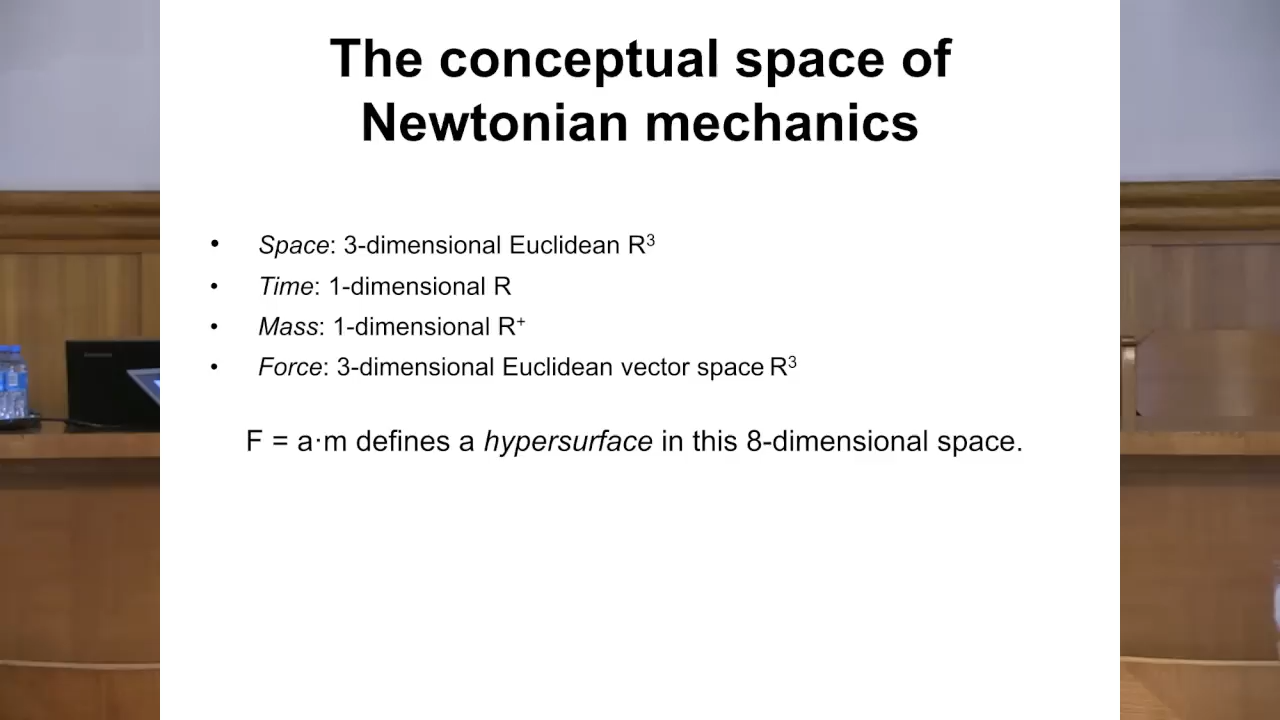 The conceptual space of
Newtonian mechanics
• Space: 3-dimensional Euclidean R³
• Time: 1-dimensional R
• Mass: 1-dimensional R⁺
• Force: 3-dimensional Euclidean vector space R³
F = a·m defines a hypersurface in this 8-dimensional space.